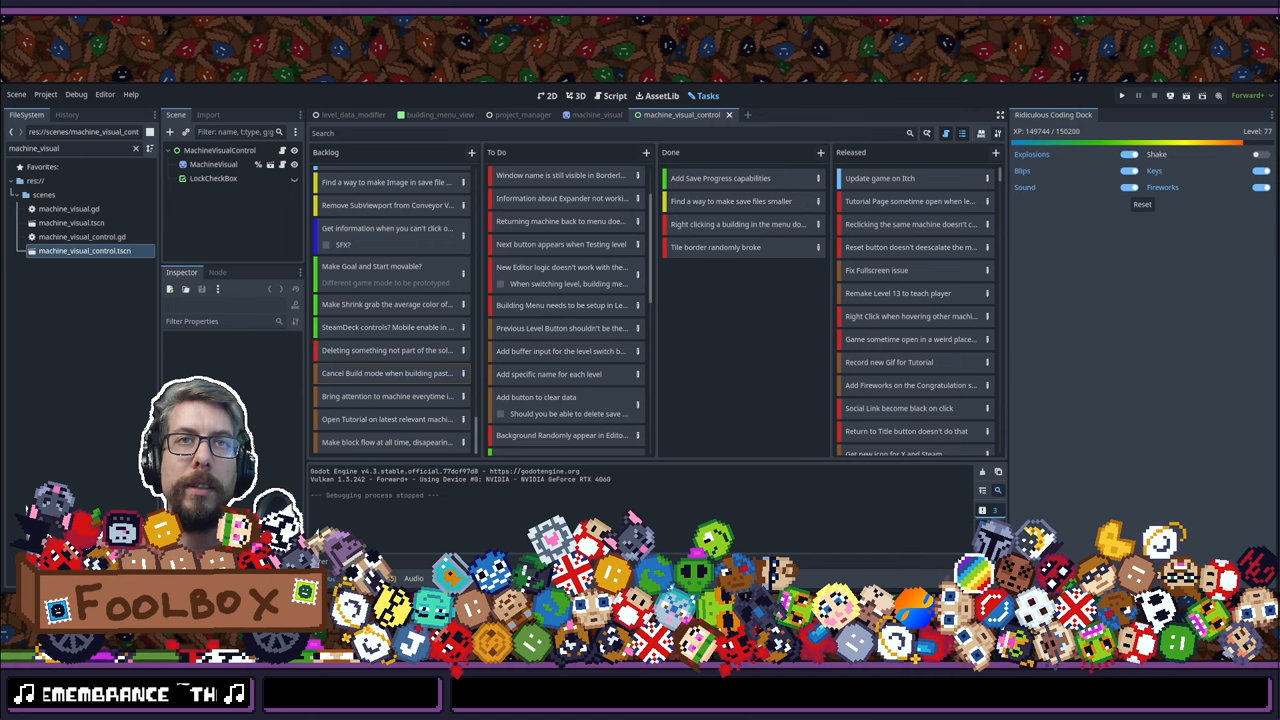 Scene Project Debug Editor Help
2D 3D Script AssetLib Tasks
Forward+
FileSystem History
Scene Import
level_data_modifier building_menu_view project_manager machine_visual machine_visual_control
Ridiculous Coding Dock
res://scenes/machine_visual_cont
Filter: name, t:type, g:g
Search
XP: 149744 / 150200 Level: 77
machine_visual
MachineVisualControl
Backlog To Do Done Released
Explosions Shake
Blips Keys
Sound Fireworks
Reset
Favorites:
res://
scenes
machine_visual.gd
machine_visual.tscn
machine_visual_control.gd
machine_visual_control.tscn
MachineVisual
LockCheckBox
Inspector Node
Filter Properties
Find a way to make Image in save file ...
Remove SubViewport from Conveyor V...
Get information when you can't click o...
SFX?
Make Goal and Start movable?
Different game mode to be prototyped
Make Shrink grab the average color of...
SteamDeck controls? Mobile enable in ...
Deleting something not part of the sol...
Cancel Build mode when building past...
Bring attention to machine everytime i...
Open Tutorial on latest relevant machi...
Make block flow at all time, disapearin...
Window name is still visible in Borderl...
Information about Expander not worki...
Returning machine back to menu doe...
Next button appears when Testing level
New Editor logic doesn't work with the...
When switching level, building me...
Building Menu needs to be setup in Le...
Previous Level Button shouldn't be the...
Add buffer input for the level switch b...
Add specific name for each level
Add button to clear data
Should you be able to delete save ...
Background Randomly appear in Edito...
Add Save Progress capabilities
Find a way to make save files smaller
Right clicking a building in the menu do...
Tile border randomly broke
Update game on Itch
Tutorial Page sometime open when le...
Reclicking the same machine doesn't c...
Reset button doesn't deescalate the m...
Fix Fullscreen issue
Remake Level 13 to teach player
Right Click when hovering other machi...
Game sometime open in a weird place...
Record new Gif for Tutorial
Add Fireworks on the Congratulation s...
Social Link become black on click
Return to Title button doesn't do that
Get new icon for X and Steam
Godot Engine v4.3.stable.official.77dcf97d8 - https://godotengine.org
Vulkan 1.3.242 - Forward+ - Using Device #0: NVIDIA - NVIDIA GeForce RTX 4060
--- Debugging process stopped ---
3
Audio
FOOLBOX
EMEMBRANCE ~TH